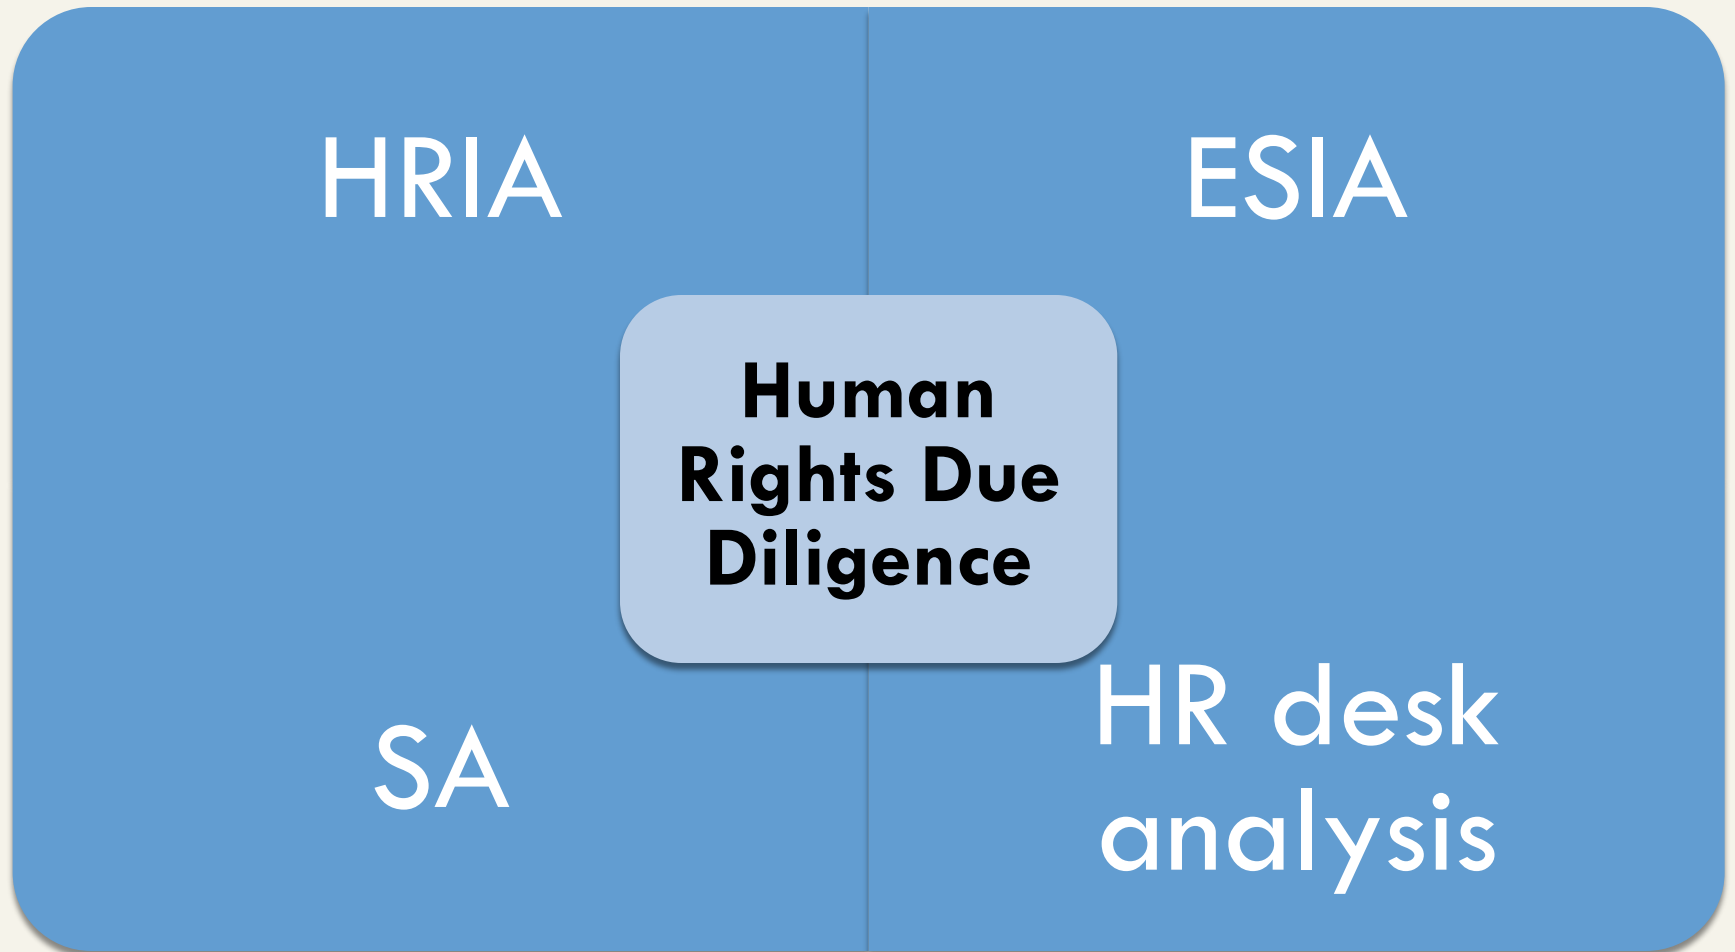 HRIA
ESIA
Human
Rights Due
Diligence
SA
HR desk
analysis